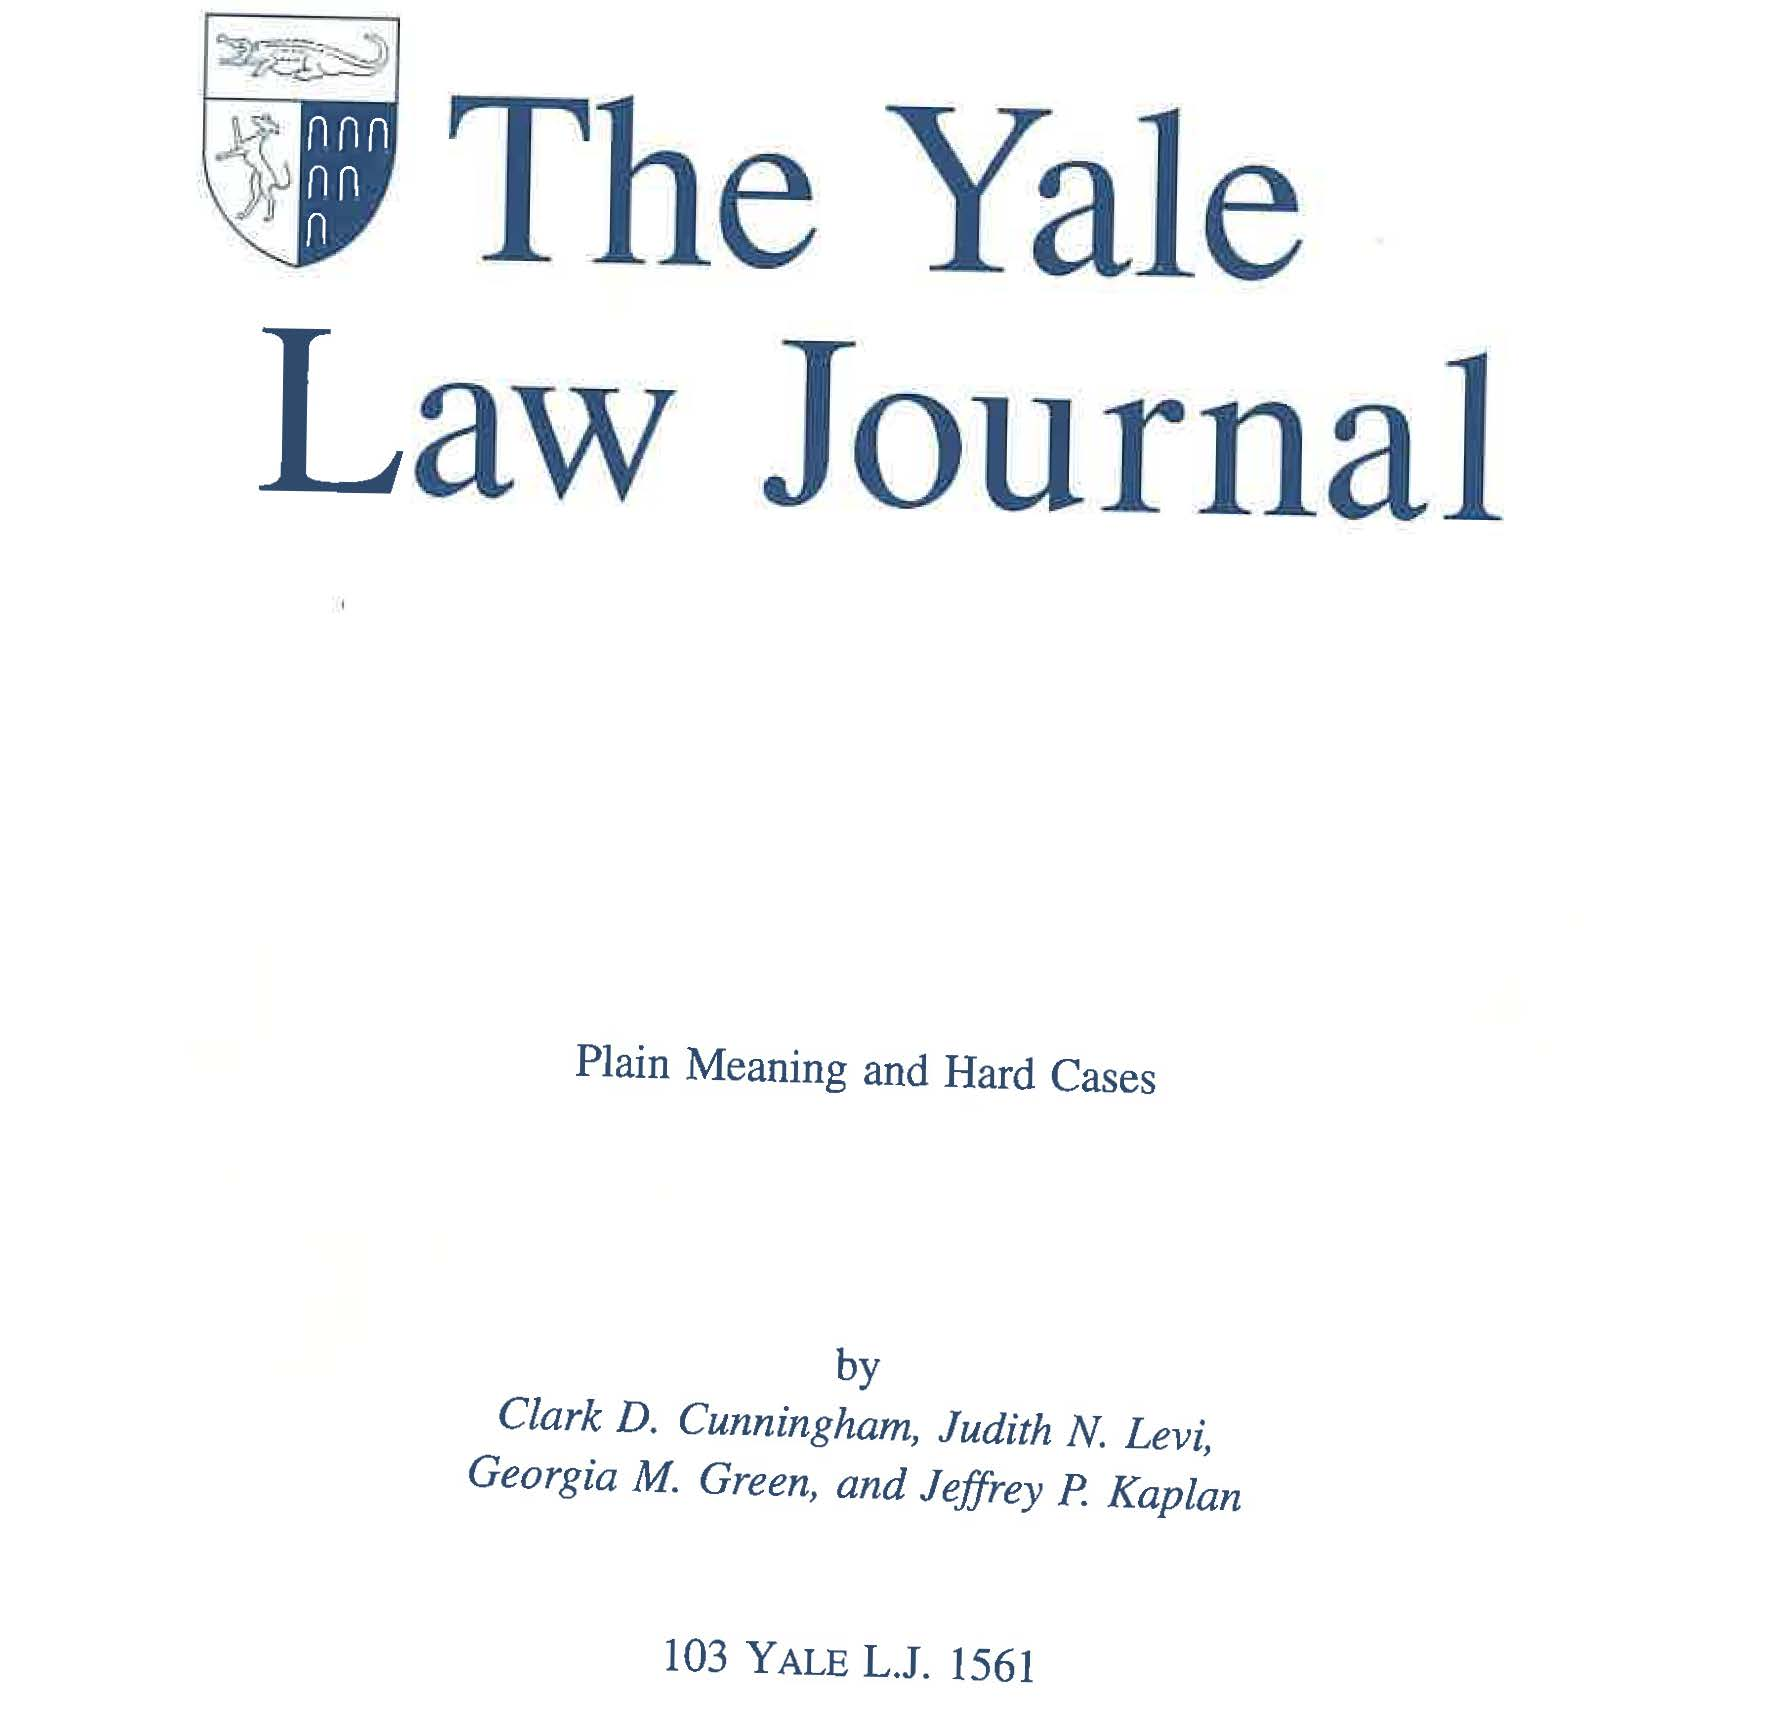 The Yale
Law Journal
Plain Meaning and Hard Cases
by
Clark D. Cunningham, Judith N. Levi,
Georgia M. Green, and Jeffrey P. Kaplan
103 YALE L.J. 1561